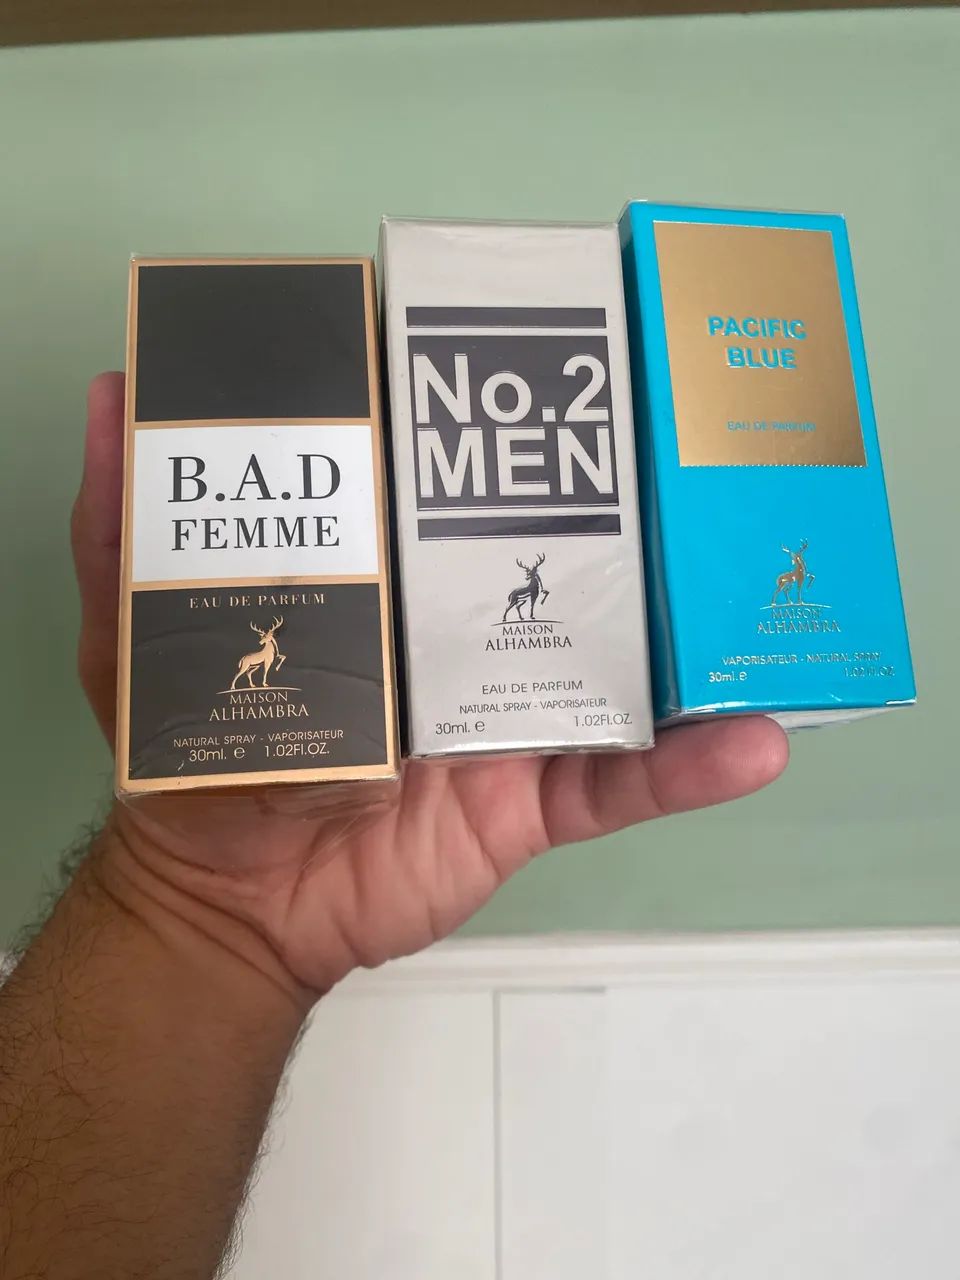 B.A.D
FEMME
EAU DE PARFUM
MAISON
ALHAMBRA
NATURAL SPRAY - VAPORISATEUR
30ml. e 1.02Fl.OZ.
No.2
MEN
MAISON
ALHAMBRA
EAU DE PARFUM
NATURAL SPRAY - VAPORISATEUR
30ml. e 1.02Fl.OZ.
PACIFIC
BLUE
EAU DE PARFUM
MAISON
ALHAMBRA
VAPORISATEUR - NATURAL SPRAY
30ml. e 1.02 Fl.OZ.